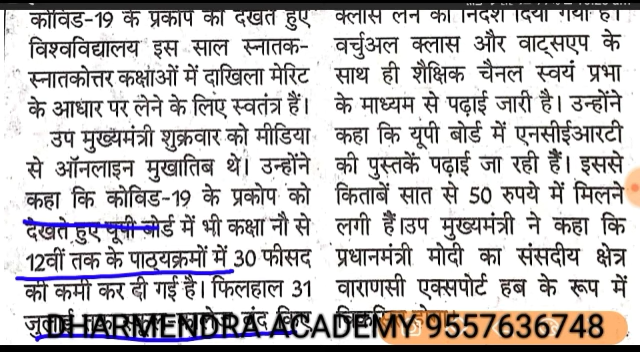 कोविड-19 के प्रकोप को देखते हुए
विश्वविद्यालय इस साल स्नातक-
स्नातकोत्तर कक्षाओं में दाखिला मेरिट
के आधार पर लेने के लिए स्वतंत्र हैं।
उप मुख्यमंत्री शुक्रवार को मीडिया
से ऑनलाइन मुखातिब थे। उन्होंने
कहा कि कोविड-19 के प्रकोप को
देखते हुए यूपी बोर्ड में भी कक्षा नौ से
12वीं तक के पाठ्यक्रमों में 30 फीसद
की कमी कर दी गई है। फिलहाल 31
जुलाई तक बंद किए
क्लास लेने का निर्देश दिया गया है।
वर्चुअल क्लास और वाट्सएप के
साथ ही शैक्षिक चैनल स्वयं प्रभा
के माध्यम से पढ़ाई जारी है। उन्होंने
कहा कि यूपी बोर्ड में एनसीईआरटी
की पुस्तकें पढ़ाई जा रही हैं। इससे
किताबें सात से 50 रुपये में मिलने
लगी हैं।उप मुख्यमंत्री ने कहा कि
प्रधानमंत्री मोदी का संसदीय क्षेत्र
वाराणसी एक्सपोर्ट हब के रूप में
विकसित होगा।
DHARMENDRA ACADEMY 9557636748